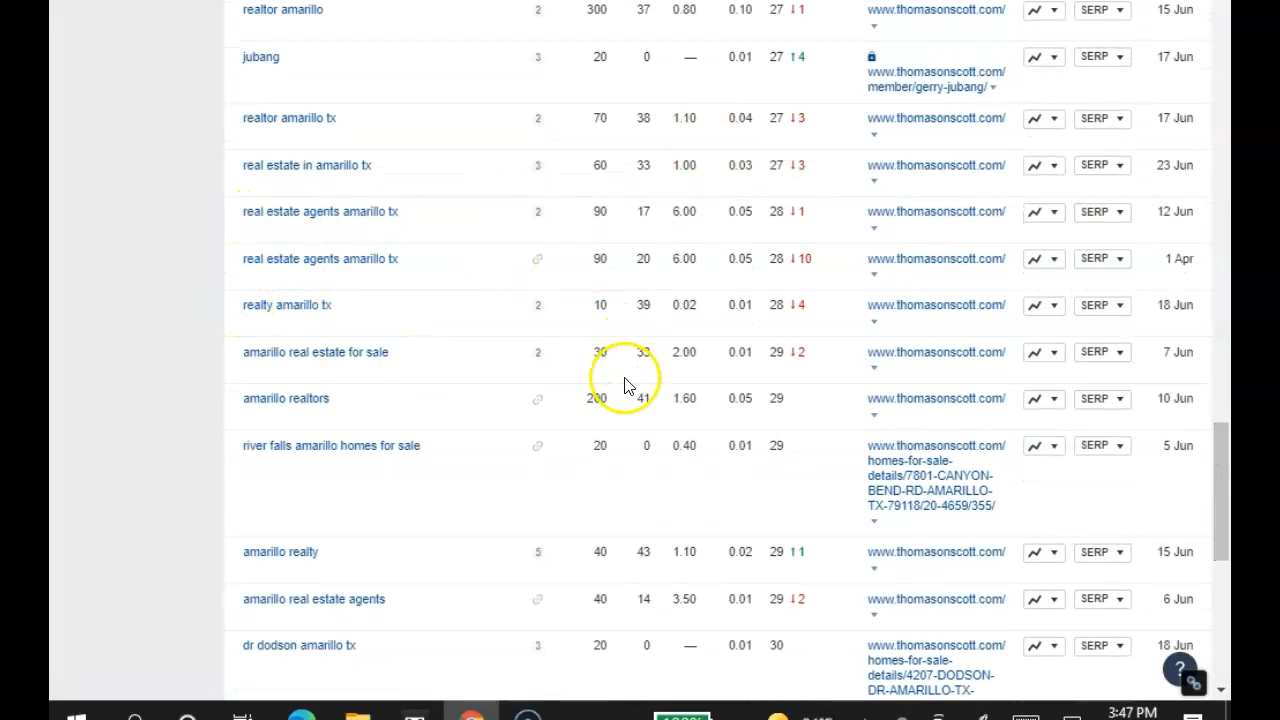 realtor amarillo 2 300 37 0.80 0.10 27 ↓1 www.thomasonscott.com/ SERP 15 Jun
jubang 3 20 0 — 0.01 27 ↑4 www.thomasonscott.com/ SERP 17 Jun
member/gerry-jubang/
realtor amarillo tx 2 70 38 1.10 0.04 27 ↓3 www.thomasonscott.com/ SERP 17 Jun
real estate in amarillo tx 3 60 33 1.00 0.03 27 ↓3 www.thomasonscott.com/ SERP 23 Jun
real estate agents amarillo tx 2 90 17 6.00 0.05 28 ↓1 www.thomasonscott.com/ SERP 12 Jun
real estate agents amarillo tx 90 20 6.00 0.05 28 ↓10 www.thomasonscott.com/ SERP 1 Apr
realty amarillo tx 2 10 39 0.02 0.01 28 ↓4 www.thomasonscott.com/ SERP 18 Jun
amarillo real estate for sale 2 30 33 2.00 0.01 29 ↓2 www.thomasonscott.com/ SERP 7 Jun
amarillo realtors 200 41 1.60 0.05 29 www.thomasonscott.com/ SERP 10 Jun
river falls amarillo homes for sale 20 0 0.40 0.01 29 www.thomasonscott.com/ SERP 5 Jun
homes-for-sale-
details/7801-CANYON-
BEND-RD-AMARILLO-
TX-79118/20-4659/355/
amarillo realty 5 40 43 1.10 0.02 29 ↑1 www.thomasonscott.com/ SERP 15 Jun
amarillo real estate agents 40 14 3.50 0.01 29 ↓2 www.thomasonscott.com/ SERP 6 Jun
dr dodson amarillo tx 3 20 0 — 0.01 30 www.thomasonscott.com/ SERP 18 Jun
homes-for-sale-
details/4207-DODSON-
DR-AMARILLO-TX-
?
3:47 PM